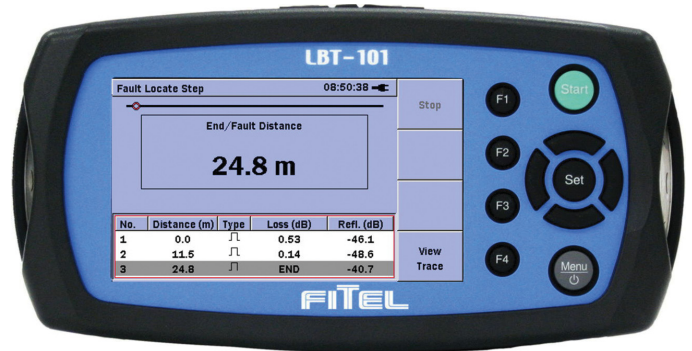 LBT-101
Fault Locate Step 08:50:38
Stop
End/Fault Distance
24.8 m
No. Distance (m) Type Loss (dB) Refl. (dB)
1 0.0 0.53 -46.1
2 11.5 0.14 -48.6
3 24.8 END -40.7
View
Trace
F1
F2
F3
F4
Start
Set
Menu
FITEL